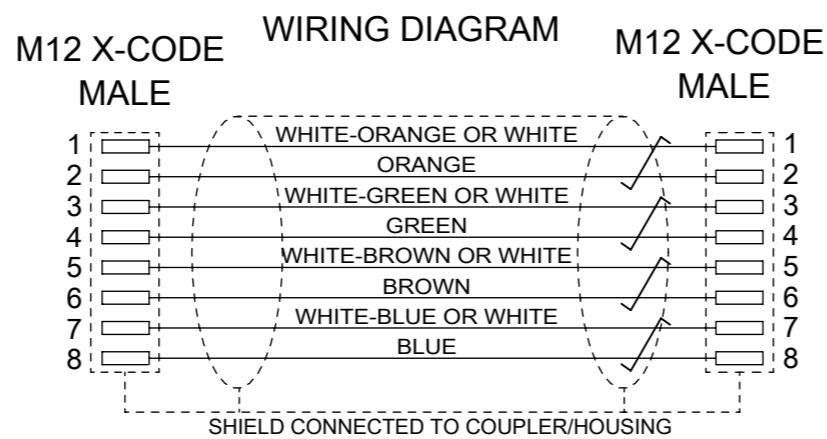 WIRING DIAGRAM
M12 X-CODE
MALE
M12 X-CODE
MALE
1 WHITE-ORANGE OR WHITE 1
2 ORANGE 2
3 WHITE-GREEN OR WHITE 3
4 GREEN 4
5 WHITE-BROWN OR WHITE 5
6 BROWN 6
7 WHITE-BLUE OR WHITE 7
8 BLUE 8
SHIELD CONNECTED TO COUPLER/HOUSING